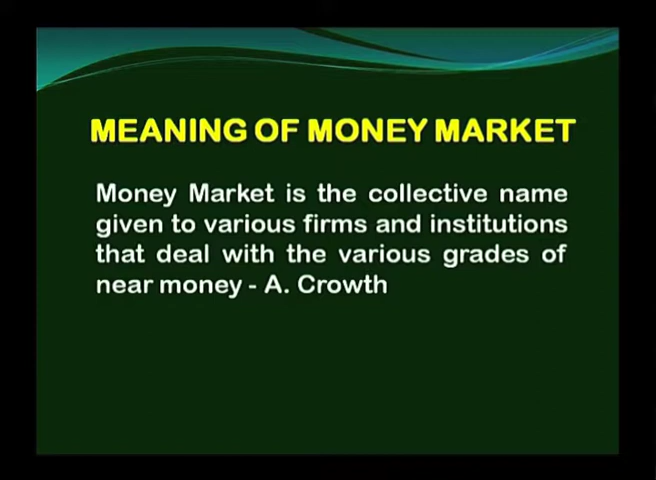 MEANING OF MONEY MARKET
Money Market is the collective name
given to various firms and institutions
that deal with the various grades of
near money - A. Crowth